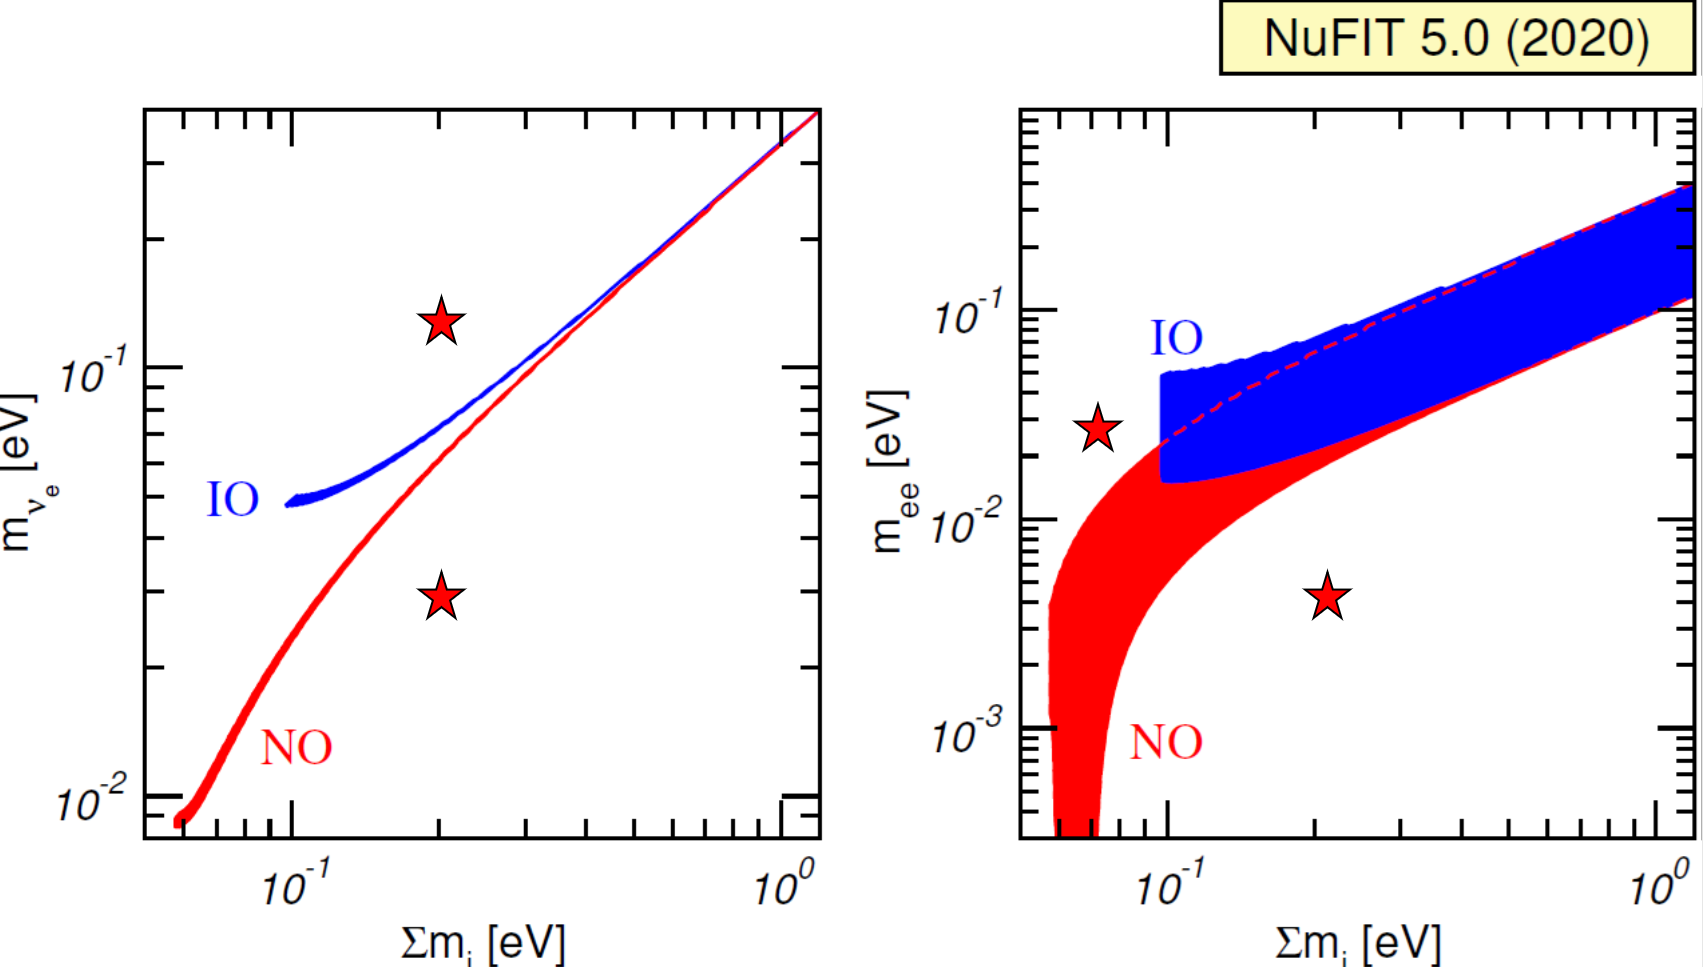 NuFIT 5.0 (2020)
m_νe [eV]
10^-1
10^-2
IO
NO
10^-1
10^0
Σm_i [eV]
m_ee [eV]
10^-1
10^-2
10^-3
IO
NO
10^-1
10^0
Σm_i [eV]